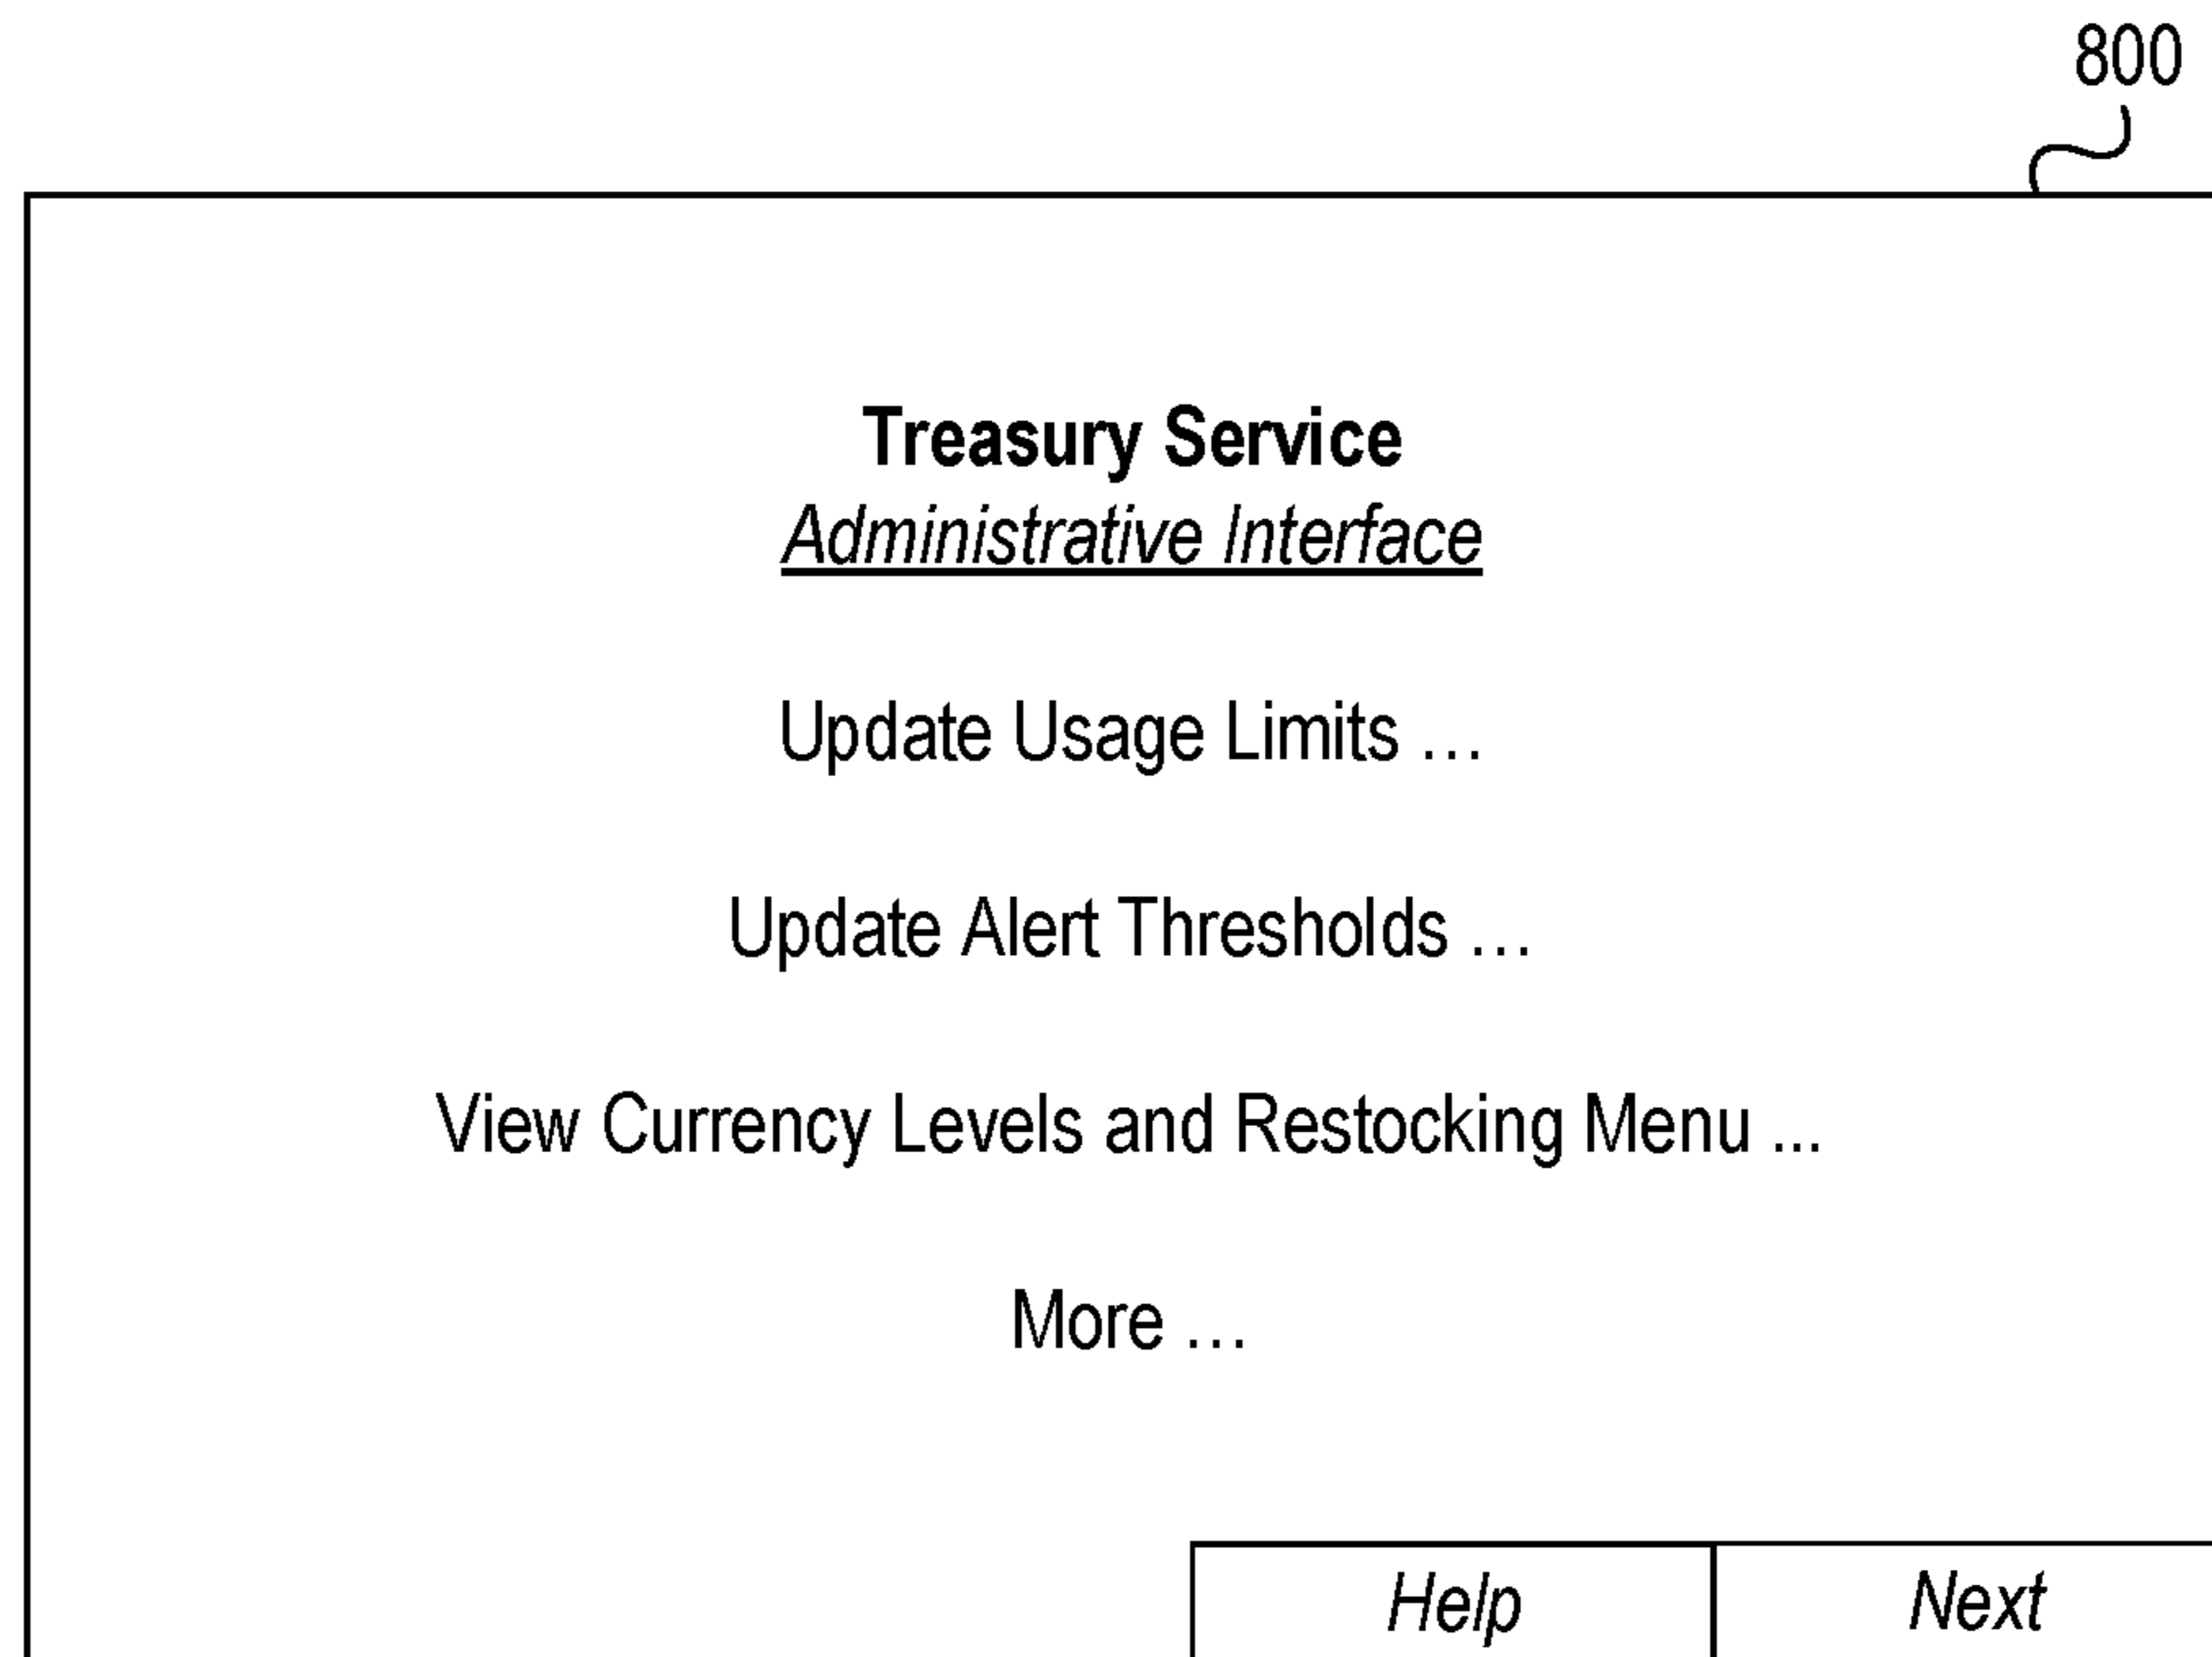 800
Treasury Service
Administrative Interface
Update Usage Limits …
Update Alert Thresholds …
View Currency Levels and Restocking Menu ...
More …
Help
Next